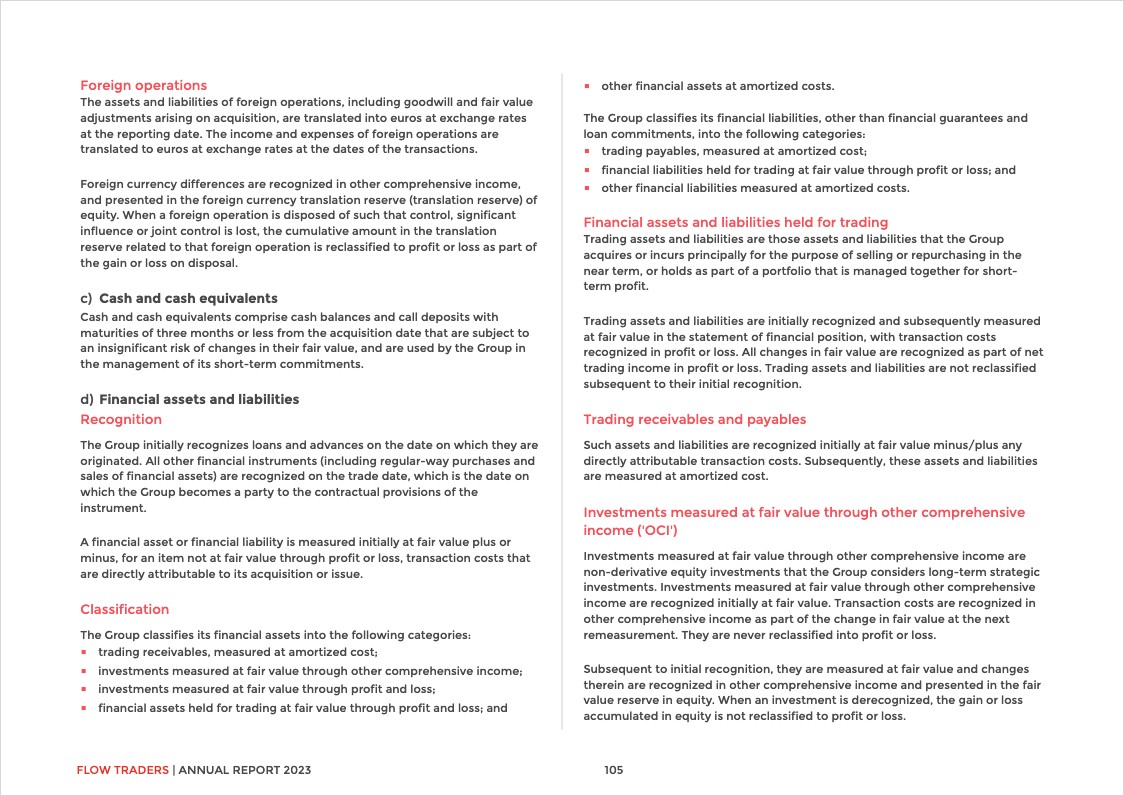 Foreign operations
The assets and liabilities of foreign operations, including goodwill and fair value
adjustments arising on acquisition, are translated into euros at exchange rates
at the reporting date. The income and expenses of foreign operations are
translated to euros at exchange rates at the dates of the transactions.
Foreign currency differences are recognized in other comprehensive income,
and presented in the foreign currency translation reserve (translation reserve) of
equity. When a foreign operation is disposed of such that control, significant
influence or joint control is lost, the cumulative amount in the translation
reserve related to that foreign operation is reclassified to profit or loss as part of
the gain or loss on disposal.
c) Cash and cash equivalents
Cash and cash equivalents comprise cash balances and call deposits with
maturities of three months or less from the acquisition date that are subject to
an insignificant risk of changes in their fair value, and are used by the Group in
the management of its short-term commitments.
d) Financial assets and liabilities
Recognition
The Group initially recognizes loans and advances on the date on which they are
originated. All other financial instruments (including regular-way purchases and
sales of financial assets) are recognized on the trade date, which is the date on
which the Group becomes a party to the contractual provisions of the
instrument.
A financial asset or financial liability is measured initially at fair value plus or
minus, for an item not at fair value through profit or loss, transaction costs that
are directly attributable to its acquisition or issue.
Classification
The Group classifies its financial assets into the following categories:
▪ trading receivables, measured at amortized cost;
▪ investments measured at fair value through other comprehensive income;
▪ investments measured at fair value through profit and loss;
▪ financial assets held for trading at fair value through profit and loss; and
▪ other financial assets at amortized costs.
The Group classifies its financial liabilities, other than financial guarantees and
loan commitments, into the following categories:
▪ trading payables, measured at amortized cost;
▪ financial liabilities held for trading at fair value through profit or loss; and
▪ other financial liabilities measured at amortized costs.
Financial assets and liabilities held for trading
Trading assets and liabilities are those assets and liabilities that the Group
acquires or incurs principally for the purpose of selling or repurchasing in the
near term, or holds as part of a portfolio that is managed together for short-
term profit.
Trading assets and liabilities are initially recognized and subsequently measured
at fair value in the statement of financial position, with transaction costs
recognized in profit or loss. All changes in fair value are recognized as part of net
trading income in profit or loss. Trading assets and liabilities are not reclassified
subsequent to their initial recognition.
Trading receivables and payables
Such assets and liabilities are recognized initially at fair value minus/plus any
directly attributable transaction costs. Subsequently, these assets and liabilities
are measured at amortized cost.
Investments measured at fair value through other comprehensive
income ('OCI')
Investments measured at fair value through other comprehensive income are
non-derivative equity investments that the Group considers long-term strategic
investments. Investments measured at fair value through other comprehensive
income are recognized initially at fair value. Transaction costs are recognized in
other comprehensive income as part of the change in fair value at the next
remeasurement. They are never reclassified into profit or loss.
Subsequent to initial recognition, they are measured at fair value and changes
therein are recognized in other comprehensive income and presented in the fair
value reserve in equity. When an investment is derecognized, the gain or loss
accumulated in equity is not reclassified to profit or loss.
FLOW TRADERS | ANNUAL REPORT 2023
105